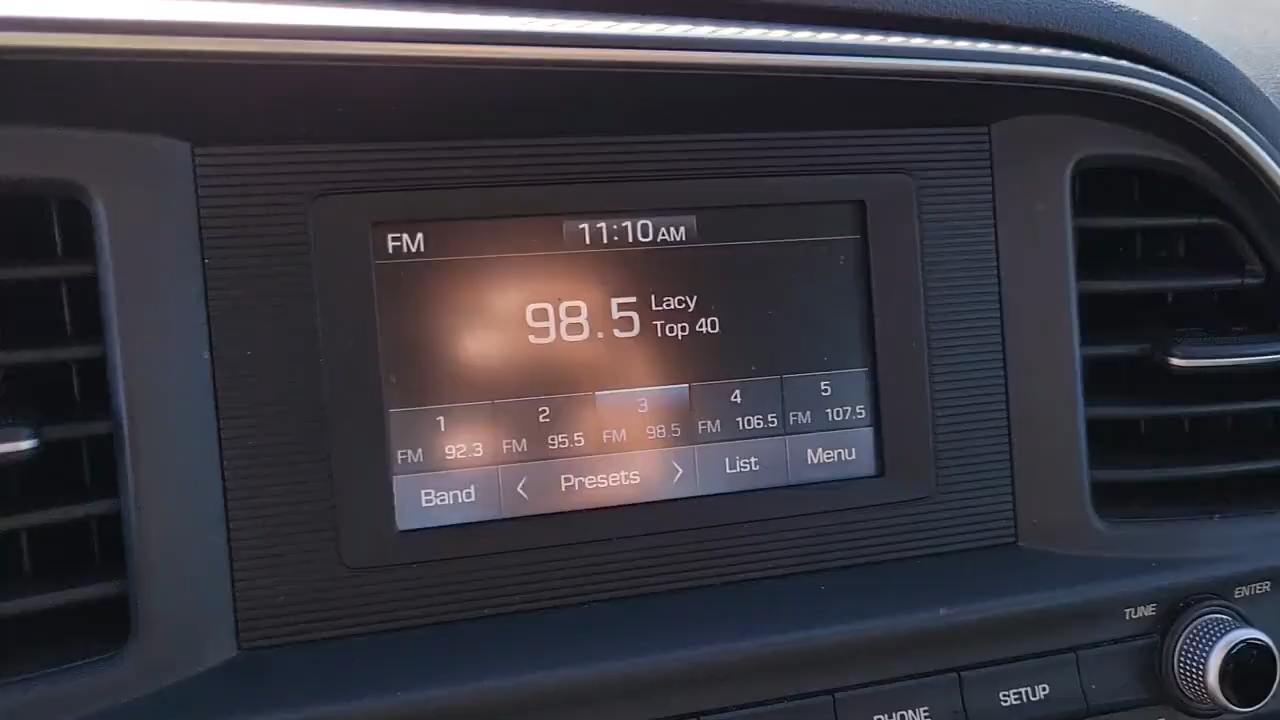 FM 11:10 AM
98.5 Lacy
Top 40
1 2 3 4 5
FM 92.3 FM 95.5 FM 98.5 FM 106.5 FM 107.5
Band < Presets > List Menu
TUNE ENTER
PHONE SETUP